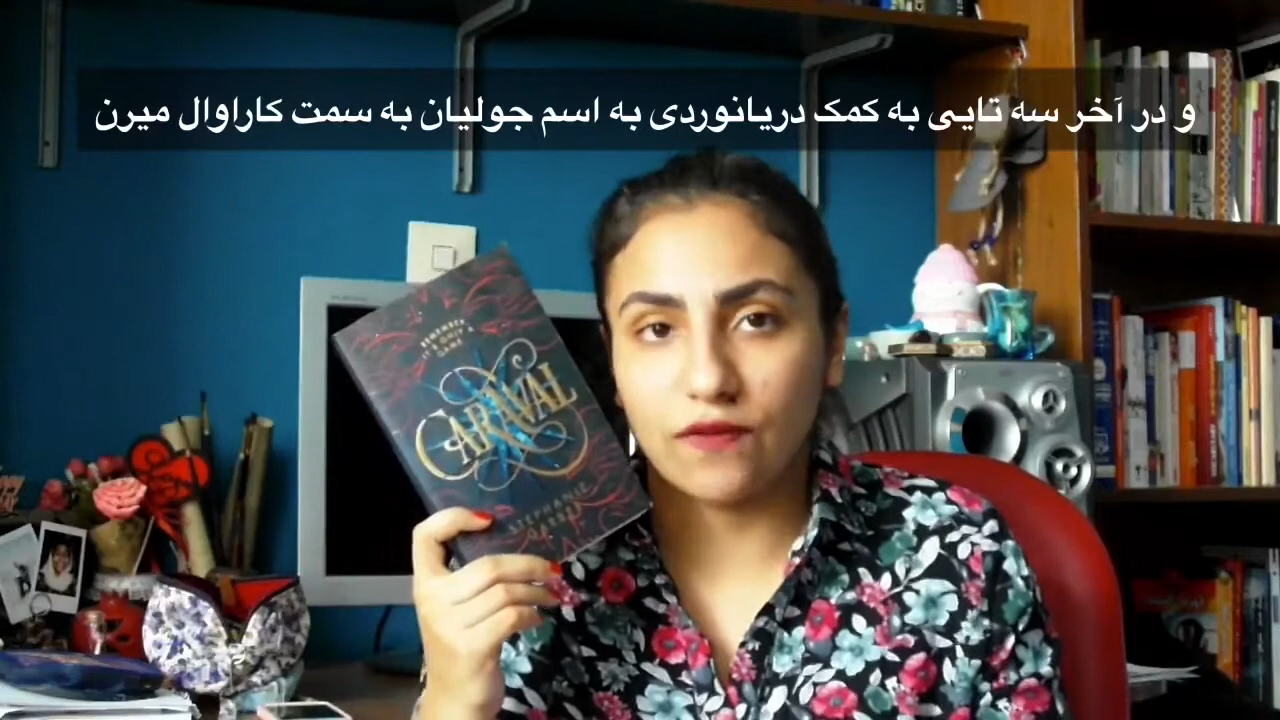 و در آخر سه تایی به کمک دریانوردی به اسم جولیان به سمت کاراوال میرن
REMEMBER
IT'S ONLY A
GAME
CARAVAL
STEPHANIE
GARBER